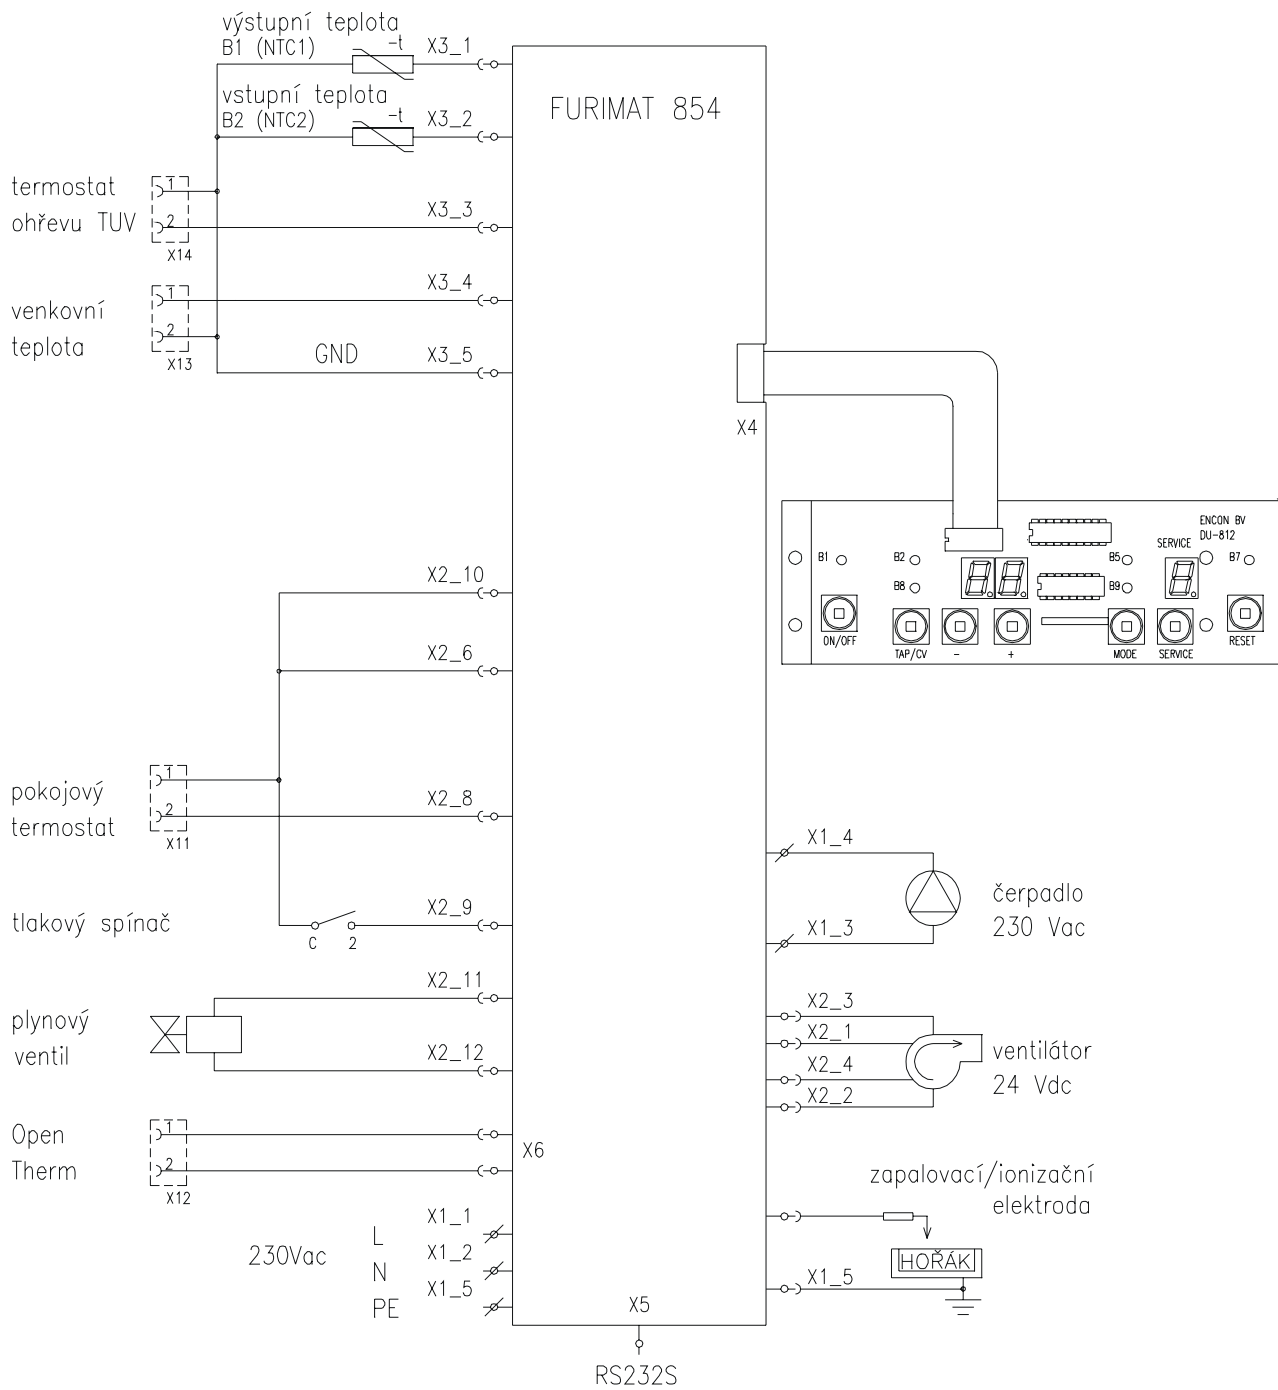 výstupní teplota
B1 (NTC1)
-t
X3_1
vstupní teplota
B2 (NTC2)
-t
X3_2
FURIMAT 854
termostat
ohřevu TUV
1
2
X14
X3_3
venkovní
teplota
1
2
X13
X3_4
GND
X3_5
X4
ENCON BV
DU-812
SERVICE
B1
B2
B8
B5
B9
B7
8.
8.
8.
ON/OFF
TAP/CV
-
+
MODE
SERVICE
RESET
X2_10
X2_6
pokojový
termostat
1
2
X11
X2_8
tlakový spínač
C
2
X2_9
plynový
ventil
X2_11
X2_12
Open
Therm
1
2
X12
X6
230Vac
L
X1_1
N
X1_2
PE
X1_5
X1_4
X1_3
čerpadlo
230 Vac
X2_3
X2_1
X2_4
X2_2
ventilátor
24 Vdc
zapalovací/ionizační
elektroda
HOŘÁK
X1_5
X5
RS232S